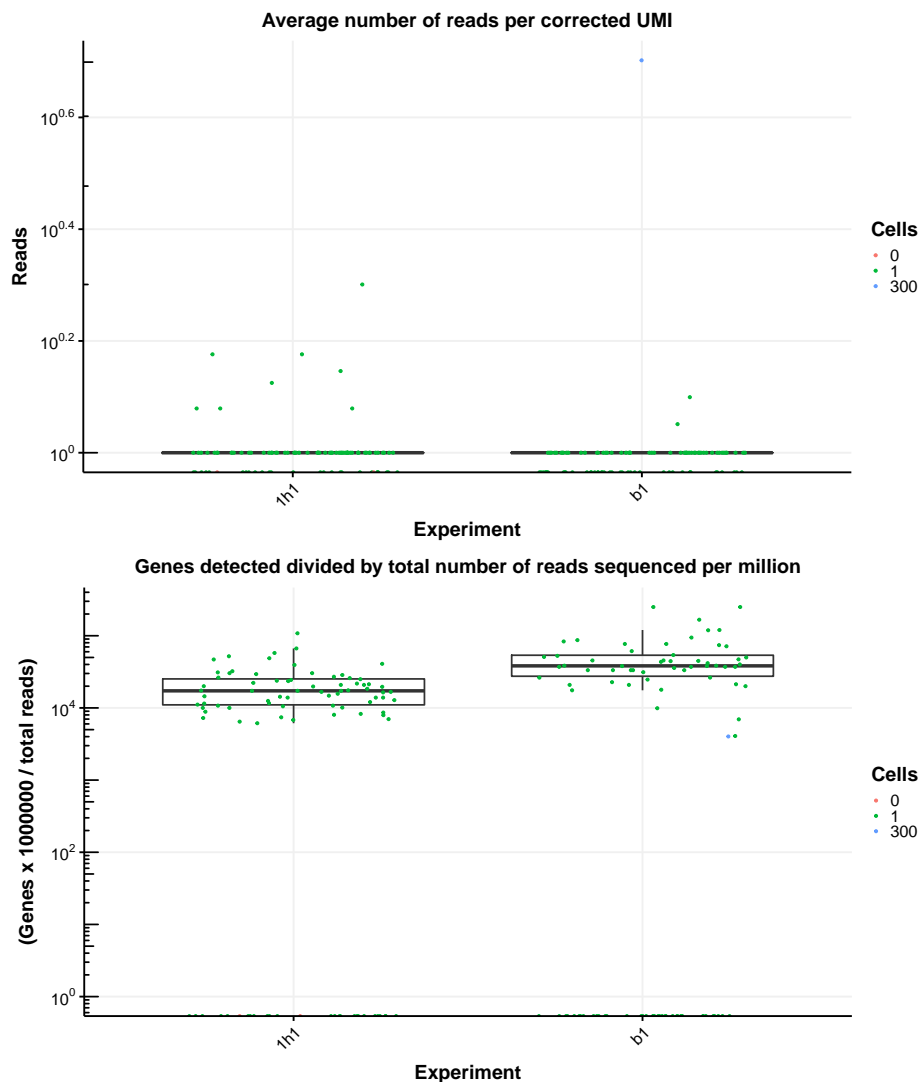 Average number of reads per corrected UMI
Reads
10^0.6
10^0.4
10^0.2
10^0
1h1
b1
Experiment
Cells
0
1
300
Genes detected divided by total number of reads sequenced per million
(Genes x 1000000 / total reads)
10^4
10^2
10^0
1h1
b1
Experiment
Cells
0
1
300